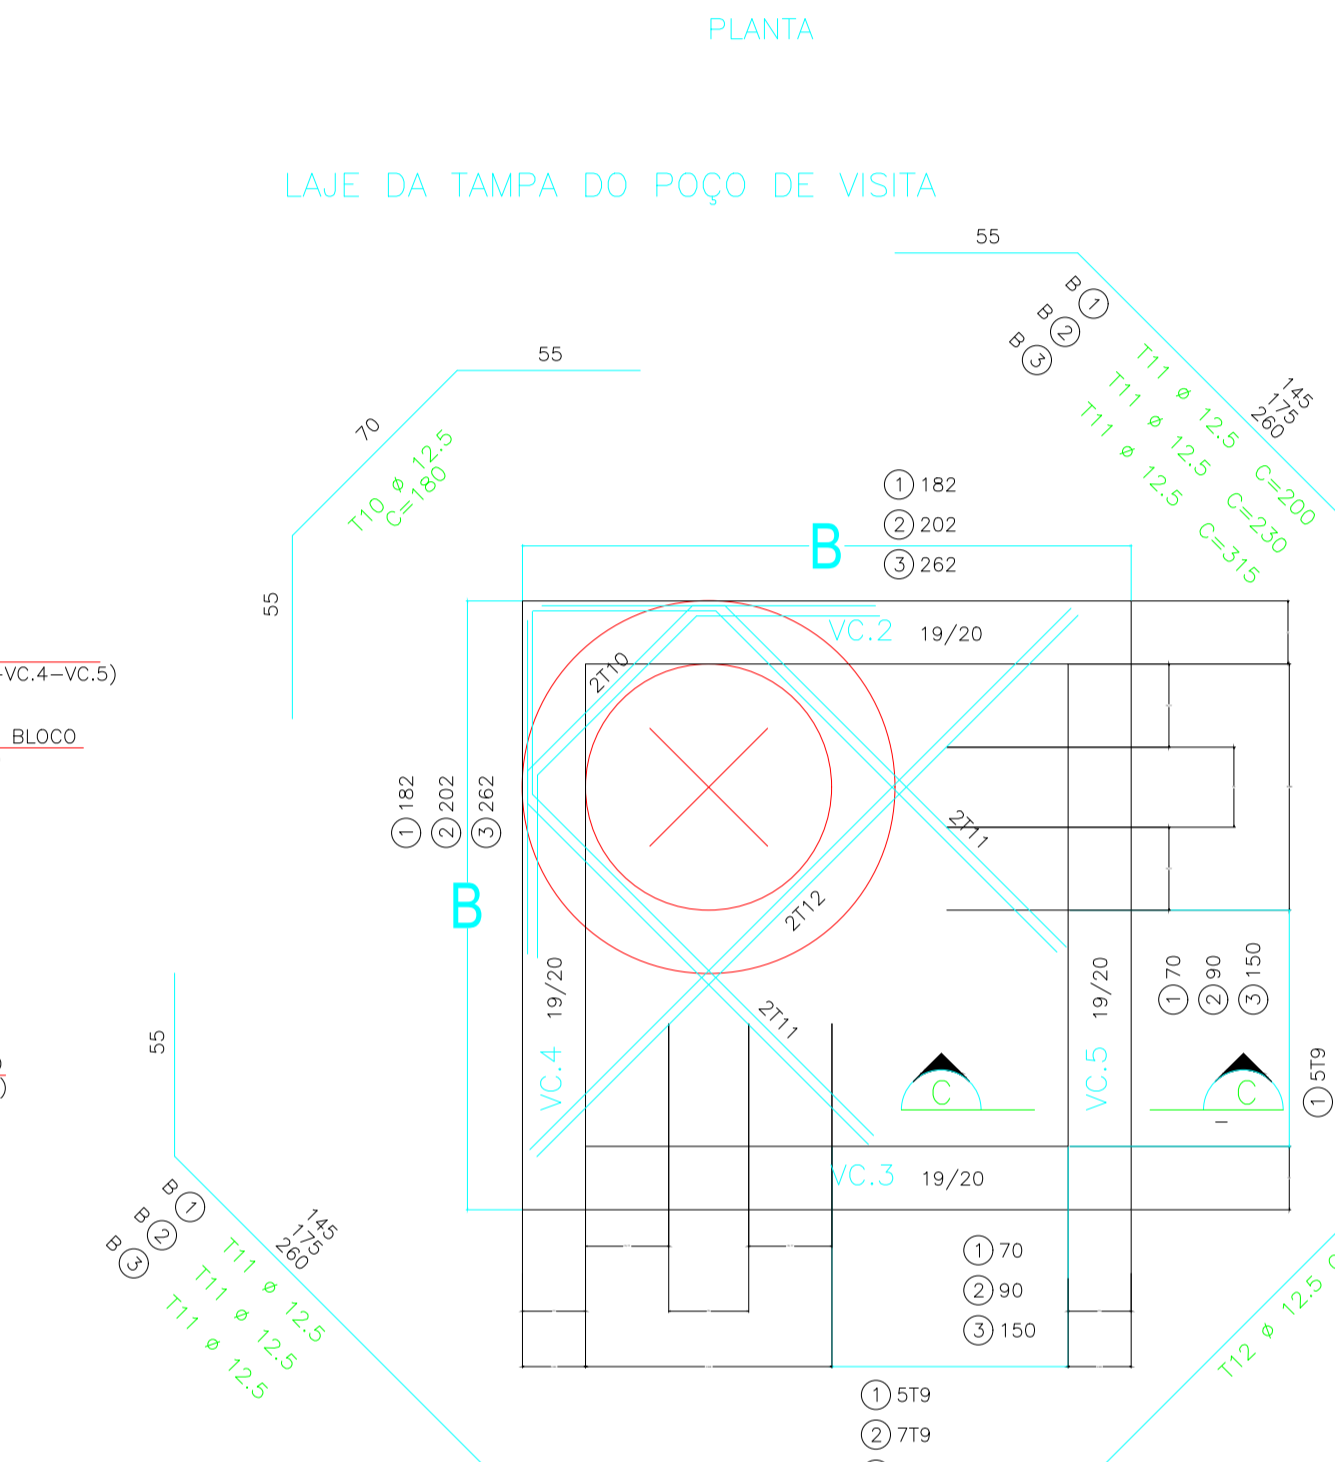 PLANTA
LAJE DA TAMPA DO POÇO DE VISITA
55
B 1
B 2
B 3
T11 ø 12.5 C=200
T11 ø 12.5 C=230
T11 ø 12.5 C=315
145
175
260
55
70
55
T10 ø 12.5
C=180
1 182
2 202
3 262
B
VC.2 19/20
2T10
-VC.4-VC.5)
BLOCO
1 182
2 202
3 262
B
2T11
2T12
2T11
19/20
VC.4
19/20
VC.5
1 70
2 90
3 150
1 5T9
C
C
VC.3 19/20
55
B 1
B 2
B 3
T11 ø 12.5
T11 ø 12.5
T11 ø 12.5
145
175
260
1 70
2 90
3 150
T12 ø 12.5
1 5T9
2 7T9